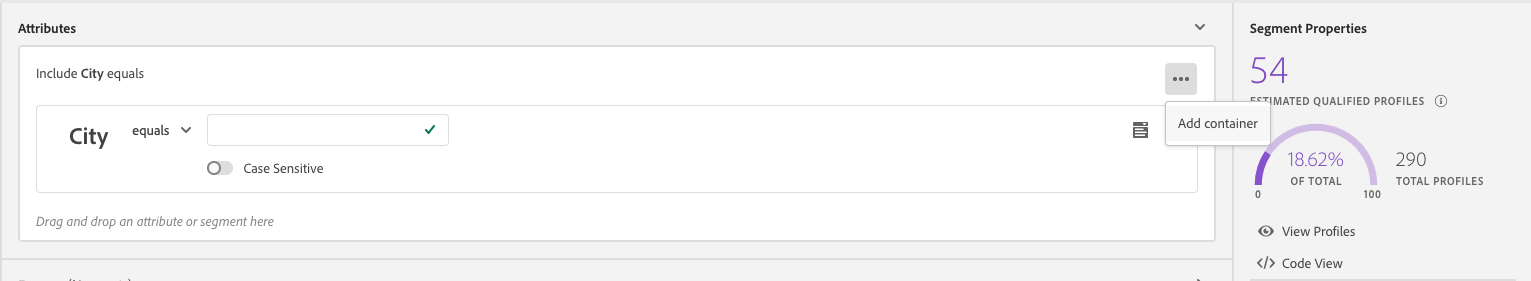 Attributes
Include City equals
City
equals
Case Sensitive
Drag and drop an attribute or segment here
Add container
Segment Properties
54
ESTIMATED QUALIFIED PROFILES
18.62%
OF TOTAL
0
100
290
TOTAL PROFILES
View Profiles
</> Code View